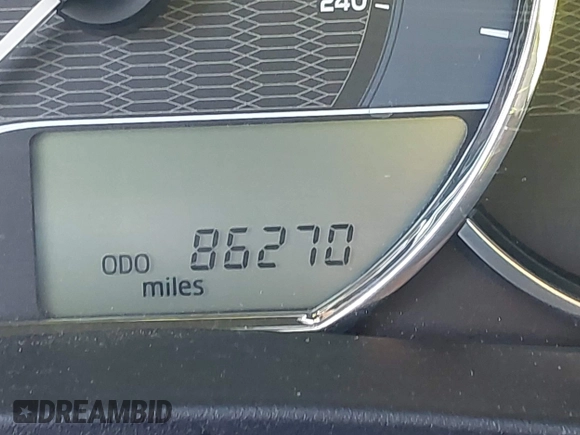 240
ODO 86270
miles
DREAMBID